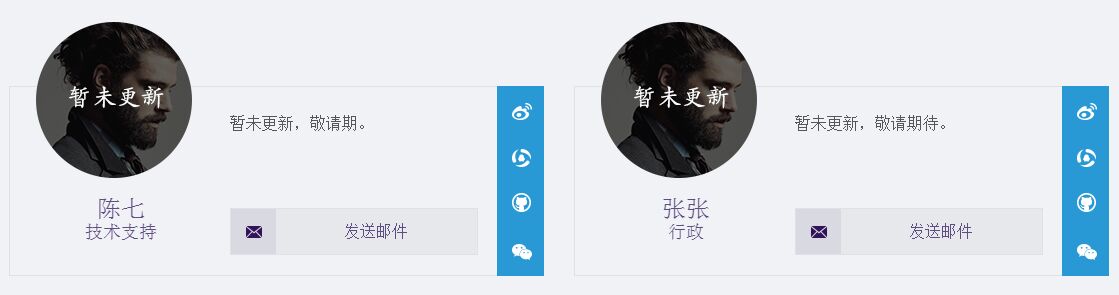 暂未更新
暂未更新，敬请期。
陈七
技术支持
发送邮件
暂未更新
暂未更新，敬请期待。
张张
行政
发送邮件